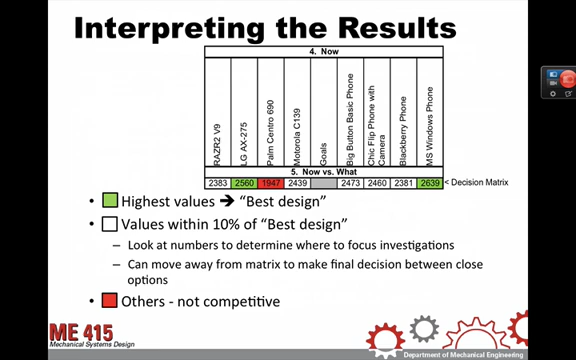 Interpreting the Results
4. Now
RAZR2 V9
LG AX-275
Palm Centro 690
Motorola C139
Goals
Big Button Basic Phone
Chic Flip Phone with
Camera
Blackberry Phone
MS Windows Phone
5. Now vs. What
2383 2560 1947 2439 2473 2460 2381 2639 < Decision Matrix
• Highest values ➔ “Best design”
• Values within 10% of “Best design”
– Look at numbers to determine where to focus investigations
– Can move away from matrix to make final decision between close
options
• Others - not competitive
ME 415
Mechanical Systems Design
Department of Mechanical Engineering